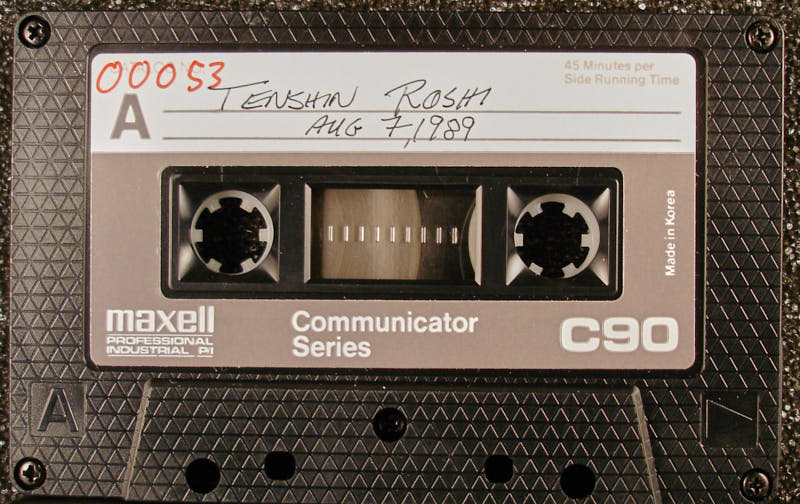 00053
45 Minutes per
Side Running Time
A
TENSHIN ROSHI
AUG 7, 1989
Made in Korea
maxell
PROFESSIONAL
INDUSTRIAL P/I
Communicator
Series
C90
A